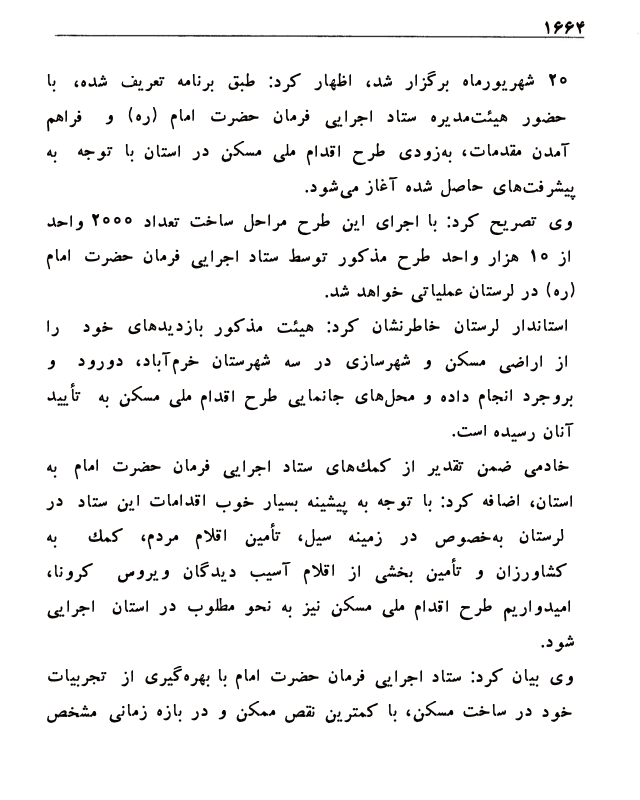 ۱۶۶۴
۲۰ شهریورماه برگزار شد، اظهار کرد: طبق برنامه تعریف شده، با
حضور هیئت‌مدیره ستاد اجرایی فرمان حضرت امام (ره) و فراهم
آمدن مقدمات، به‌زودی طرح اقدام ملی مسکن در استان با توجه به
پیشرفت‌های حاصل شده آغاز می‌شود.
وی تصریح کرد: با اجرای این طرح مراحل ساخت تعداد ۲۰۰۰ واحد
از ۱۰ هزار واحد طرح مذکور توسط ستاد اجرایی فرمان حضرت امام
(ره) در لرستان عملیاتی خواهد شد.
استاندار لرستان خاطرنشان کرد: هیئت مذکور بازدیدهای خود را
از اراضی مسکن و شهرسازی در سه شهرستان خرم‌آباد، دورود و
بروجرد انجام داده و محل‌های جانمایی طرح اقدام ملی مسکن به تأیید
آنان رسیده است.
خادمی ضمن تقدیر از کمك‌های ستاد اجرایی فرمان حضرت امام به
استان، اضافه کرد: با توجه به پیشینه بسیار خوب اقدامات این ستاد در
لرستان به‌خصوص در زمینه سیل، تأمین اقلام مردم، کمك به
کشاورزان و تأمین بخشی از اقلام آسیب دیدگان ویروس کرونا،
امیدواریم طرح اقدام ملی مسکن نیز به نحو مطلوب در استان اجرایی
شود.
وی بیان کرد: ستاد اجرایی فرمان حضرت امام با بهره‌گیری از تجربیات
خود در ساخت مسکن، با کمترین نقص ممکن و در بازه زمانی مشخص